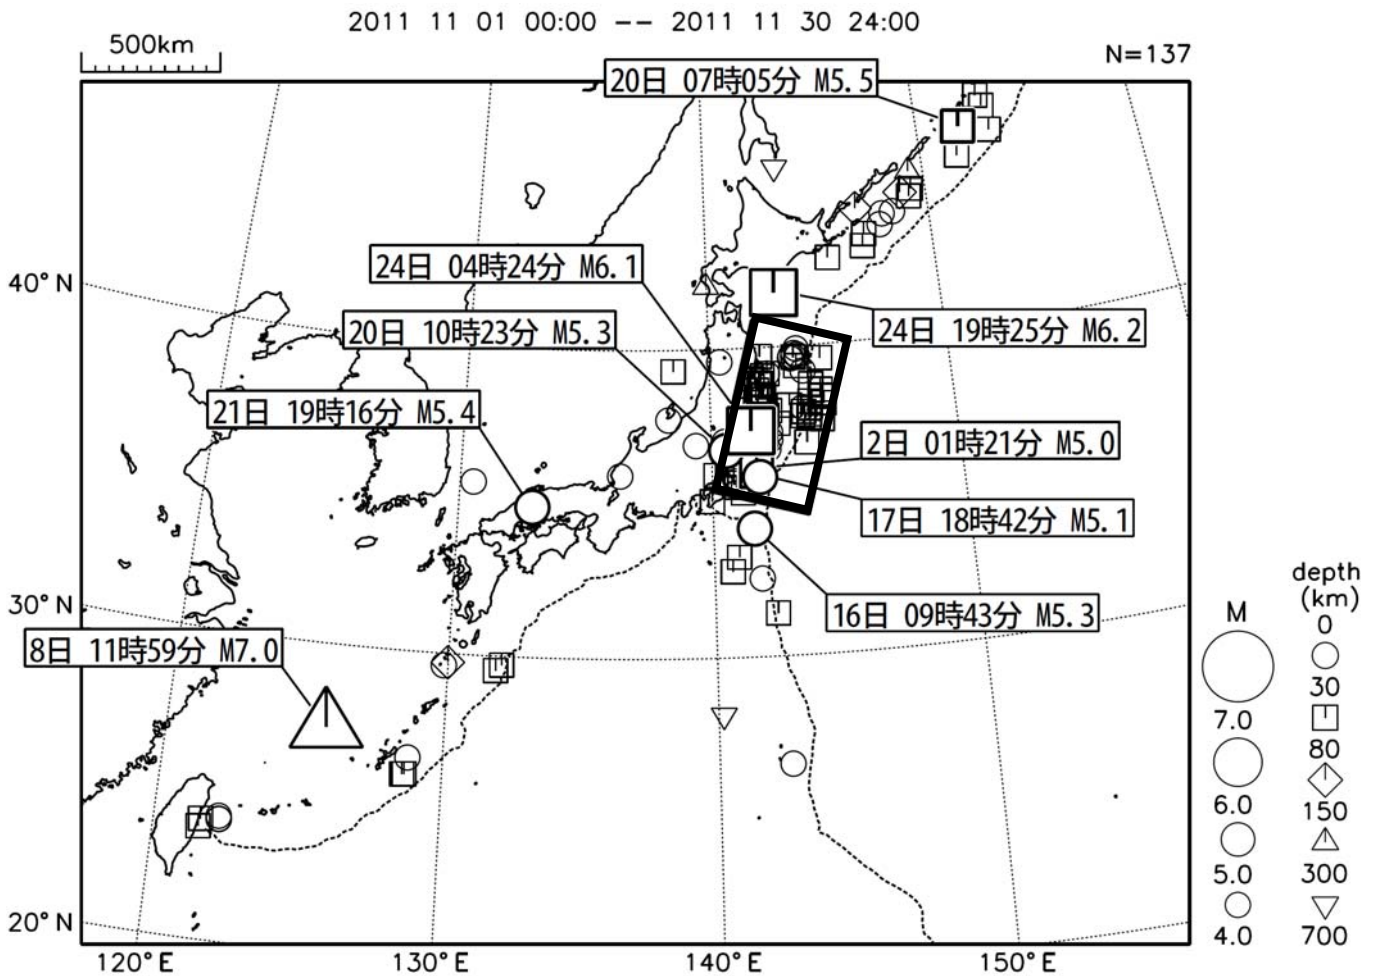 2011 11 01 00:00 -- 2011 11 30 24:00
500km
N=137
20日 07時05分 M5.5
24日 04時24分 M6.1
40°N
20日 10時23分 M5.3
24日 19時25分 M6.2
21日 19時16分 M5.4
2日 01時21分 M5.0
17日 18時42分 M5.1
16日 09時43分 M5.3
30°N
8日 11時59分 M7.0
20°N
120°E
130°E
140°E
150°E
M
7.0
6.0
5.0
4.0
depth
(km)
0
30
80
150
300
700